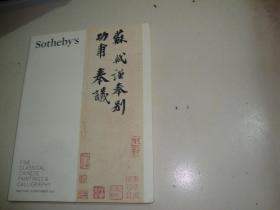 Sotheby's
蘇軾謹奉別
功甫奉議
FINE
CLASSICAL
CHINESE
PAINTINGS &
CALLIGRAPHY